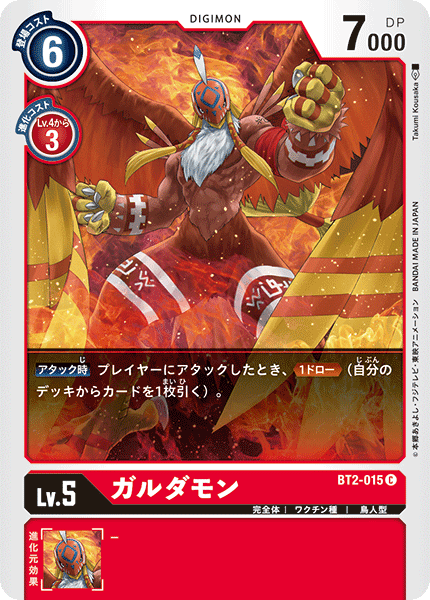 登場コスト
6
DIGIMON
7000
DP
進化コスト
Lv.4から
3
Illust Takumi Kousaka
©本郷あきよし・フジテレビ・東映アニメーション BANDAI MADE IN JAPAN
アタック時 プレイヤーにアタックしたとき、1ドロー（自分の
デッキからカードを1枚引く）。
BT2-015 C
Lv.5 ガルダモン
完全体 | ワクチン種 | 鳥人型
進化元効果
－